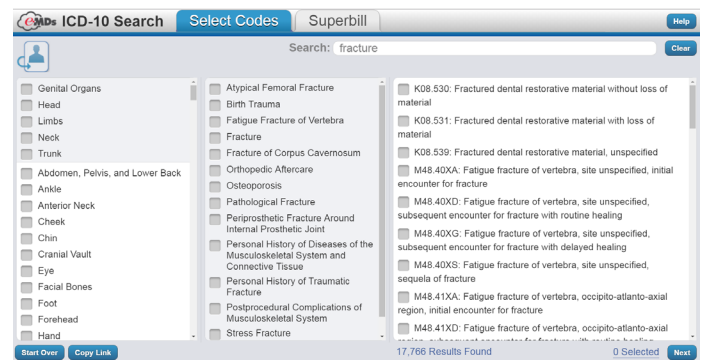 eMDs ICD-10 Search
Select Codes
Superbill
Help
Search: fracture
Clear
Genital Organs
Head
Limbs
Neck
Trunk
Abdomen, Pelvis, and Lower Back
Ankle
Anterior Neck
Cheek
Chin
Cranial Vault
Eye
Facial Bones
Foot
Forehead
Hand
Atypical Femoral Fracture
Birth Trauma
Fatigue Fracture of Vertebra
Fracture
Fracture of Corpus Cavernosum
Orthopedic Aftercare
Osteoporosis
Pathological Fracture
Periprosthetic Fracture Around
Internal Prosthetic Joint
Personal History of Diseases of the
Musculoskeletal System and
Connective Tissue
Personal History of Traumatic
Fracture
Postprocedural Complications of
Musculoskeletal System
Stress Fracture
K08.530: Fractured dental restorative material without loss of
material
K08.531: Fractured dental restorative material with loss of
material
K08.539: Fractured dental restorative material, unspecified
M48.40XA: Fatigue fracture of vertebra, site unspecified, initial
encounter for fracture
M48.40XD: Fatigue fracture of vertebra, site unspecified,
subsequent encounter for fracture with routine healing
M48.40XG: Fatigue fracture of vertebra, site unspecified,
subsequent encounter for fracture with delayed healing
M48.40XS: Fatigue fracture of vertebra, site unspecified,
sequela of fracture
M48.41XA: Fatigue fracture of vertebra, occipito-atlanto-axial
region, initial encounter for fracture
M48.41XD: Fatigue fracture of vertebra, occipito-atlanto-axial
region, subsequent encounter for fracture with routine healing
Start Over
Copy Link
17,766 Results Found
0 Selected
Next